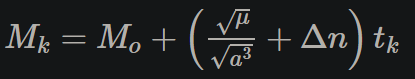 M_k = M_o + \left( \frac{\sqrt{\mu}}{\sqrt{a^3}} + \Delta n \right) t_k